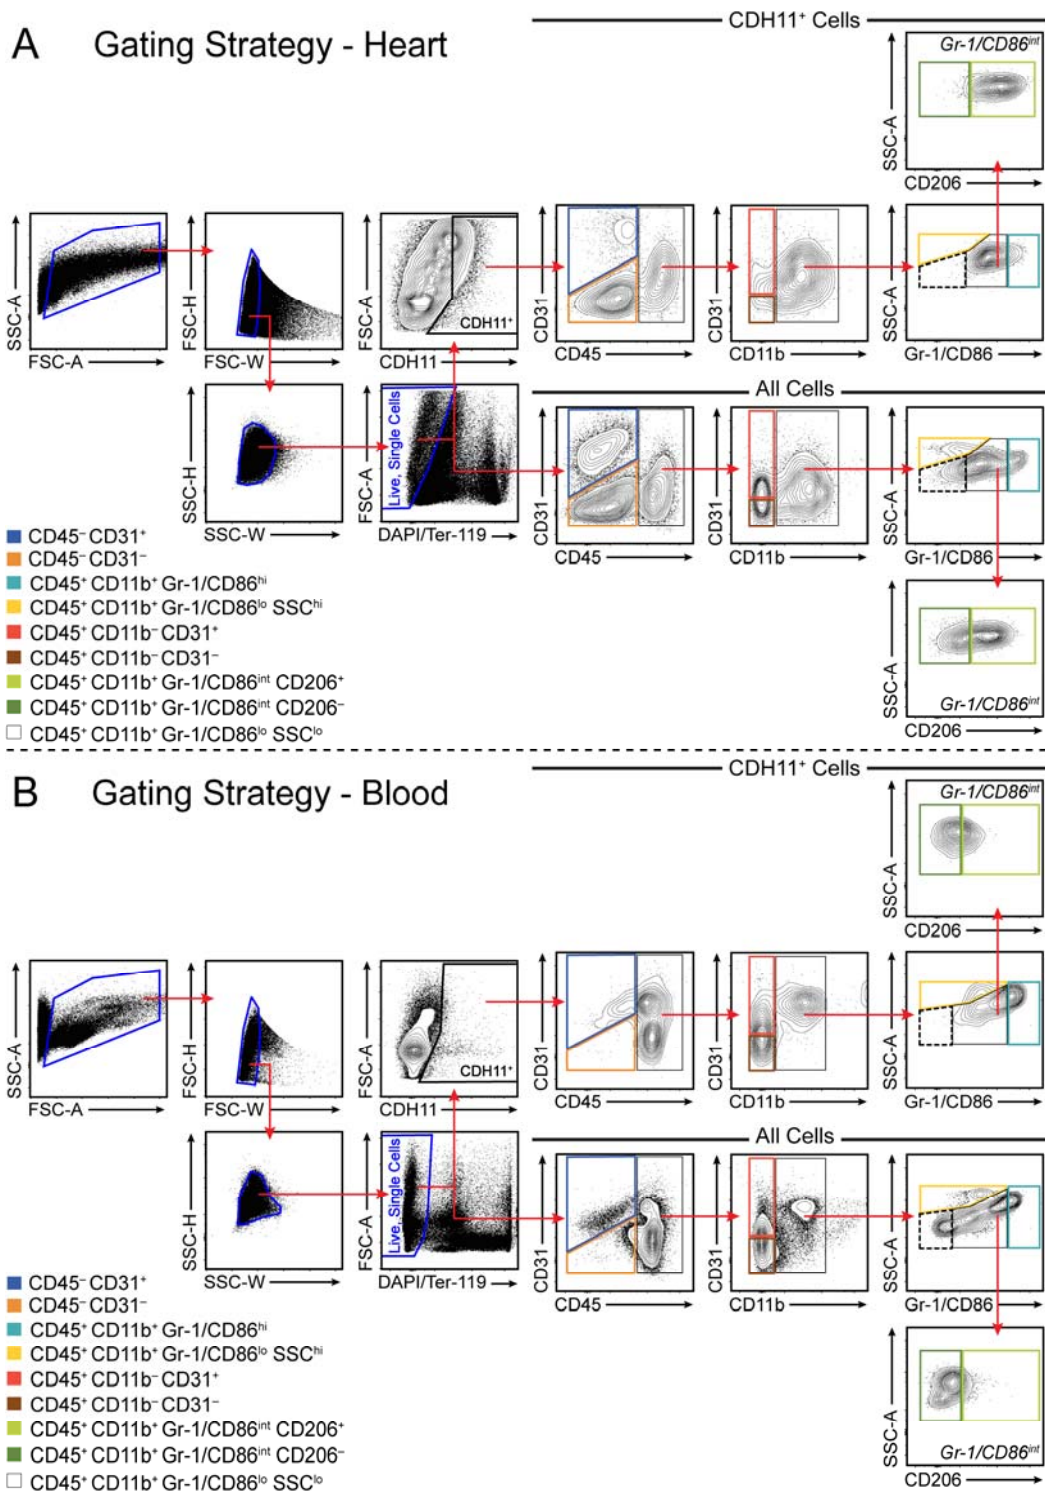 A Gating Strategy - Heart
CDH11⁺ Cells
Gr-1/CD86ⁱⁿᵗ
SSC-A
CD206
SSC-A
FSC-A
FSC-H
FSC-W
FSC-A
CDH11
CDH11⁺
CD31
CD45
CD31
CD11b
SSC-A
Gr-1/CD86
All Cells
SSC-H
SSC-W
FSC-A
DAPI/Ter-119
Live, Single Cells
CD31
CD45
CD31
CD11b
SSC-A
Gr-1/CD86
SSC-A
CD206
Gr-1/CD86ⁱⁿᵗ
CD45⁻ CD31⁺
CD45⁻ CD31⁻
CD45⁺ CD11b⁺ Gr-1/CD86ʰⁱ
CD45⁺ CD11b⁺ Gr-1/CD86ˡᵒ SSCʰⁱ
CD45⁺ CD11b⁻ CD31⁺
CD45⁺ CD11b⁻ CD31⁻
CD45⁺ CD11b⁺ Gr-1/CD86ⁱⁿᵗ CD206⁺
CD45⁺ CD11b⁺ Gr-1/CD86ⁱⁿᵗ CD206⁻
CD45⁺ CD11b⁺ Gr-1/CD86ˡᵒ SSCˡᵒ
B Gating Strategy - Blood
CDH11⁺ Cells
Gr-1/CD86ⁱⁿᵗ
SSC-A
CD206
SSC-A
FSC-A
FSC-H
FSC-W
FSC-A
CDH11
CDH11⁺
CD31
CD45
CD31
CD11b
SSC-A
Gr-1/CD86
All Cells
SSC-H
SSC-W
FSC-A
DAPI/Ter-119
Live, Single Cells
CD31
CD45
CD31
CD11b
SSC-A
Gr-1/CD86
SSC-A
CD206
Gr-1/CD86ⁱⁿᵗ
CD45⁻ CD31⁺
CD45⁻ CD31⁻
CD45⁺ CD11b⁺ Gr-1/CD86ʰⁱ
CD45⁺ CD11b⁺ Gr-1/CD86ˡᵒ SSCʰⁱ
CD45⁺ CD11b⁻ CD31⁺
CD45⁺ CD11b⁻ CD31⁻
CD45⁺ CD11b⁺ Gr-1/CD86ⁱⁿᵗ CD206⁺
CD45⁺ CD11b⁺ Gr-1/CD86ⁱⁿᵗ CD206⁻
CD45⁺ CD11b⁺ Gr-1/CD86ˡᵒ SSCˡᵒ